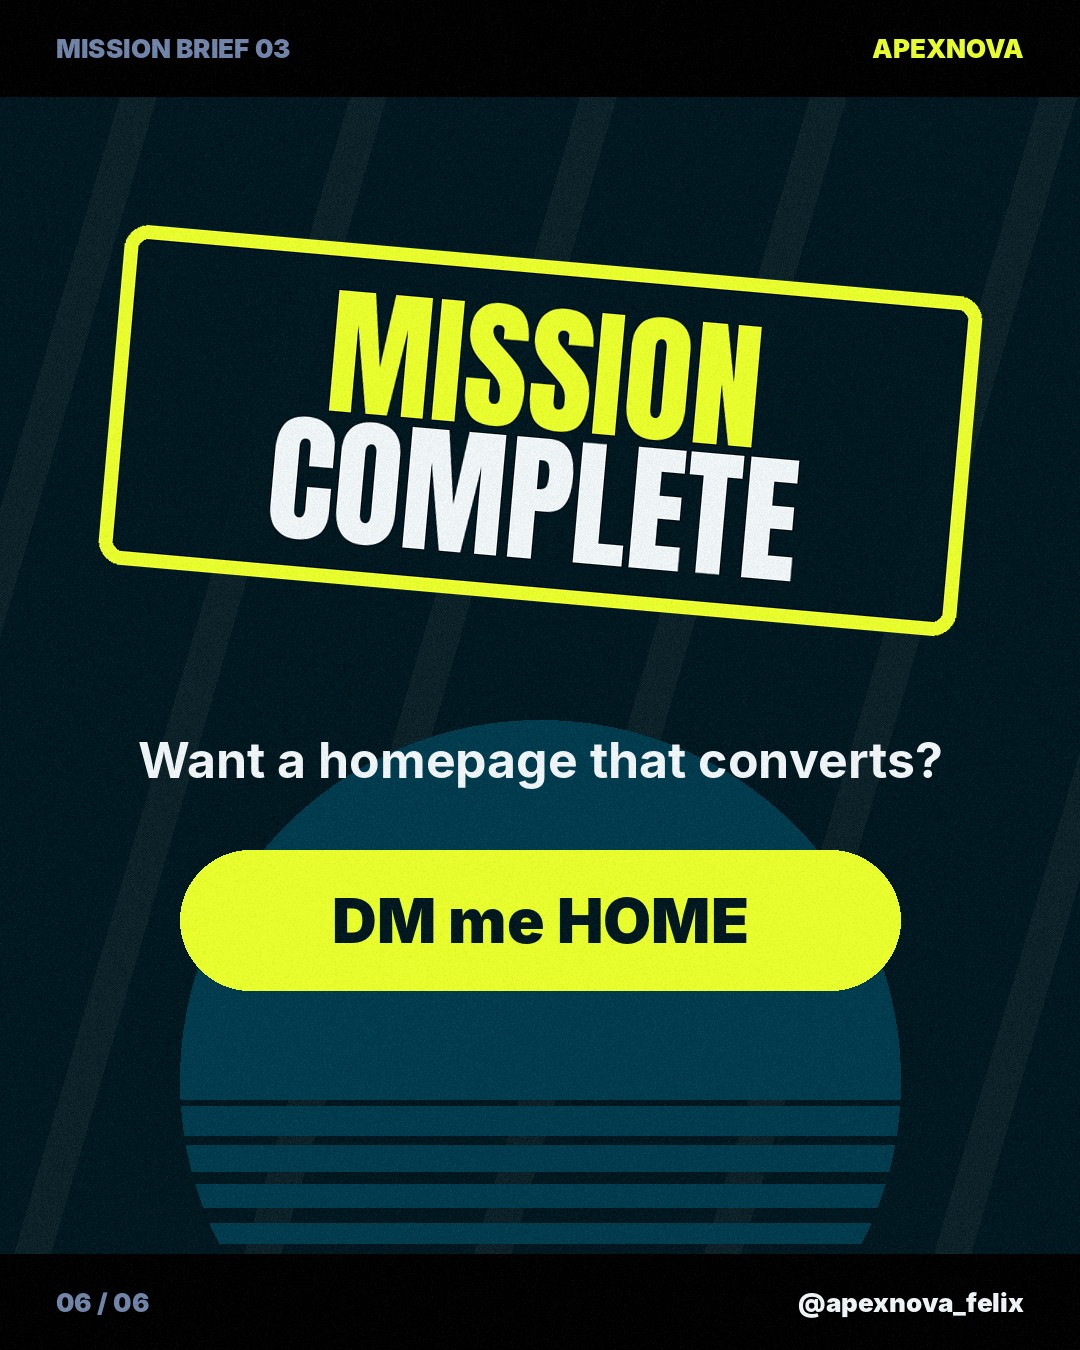 MISSION BRIEF 03
APEXNOVA
MISSION
COMPLETE
Want a homepage that converts?
DM me HOME
06 / 06
@apexnova_felix